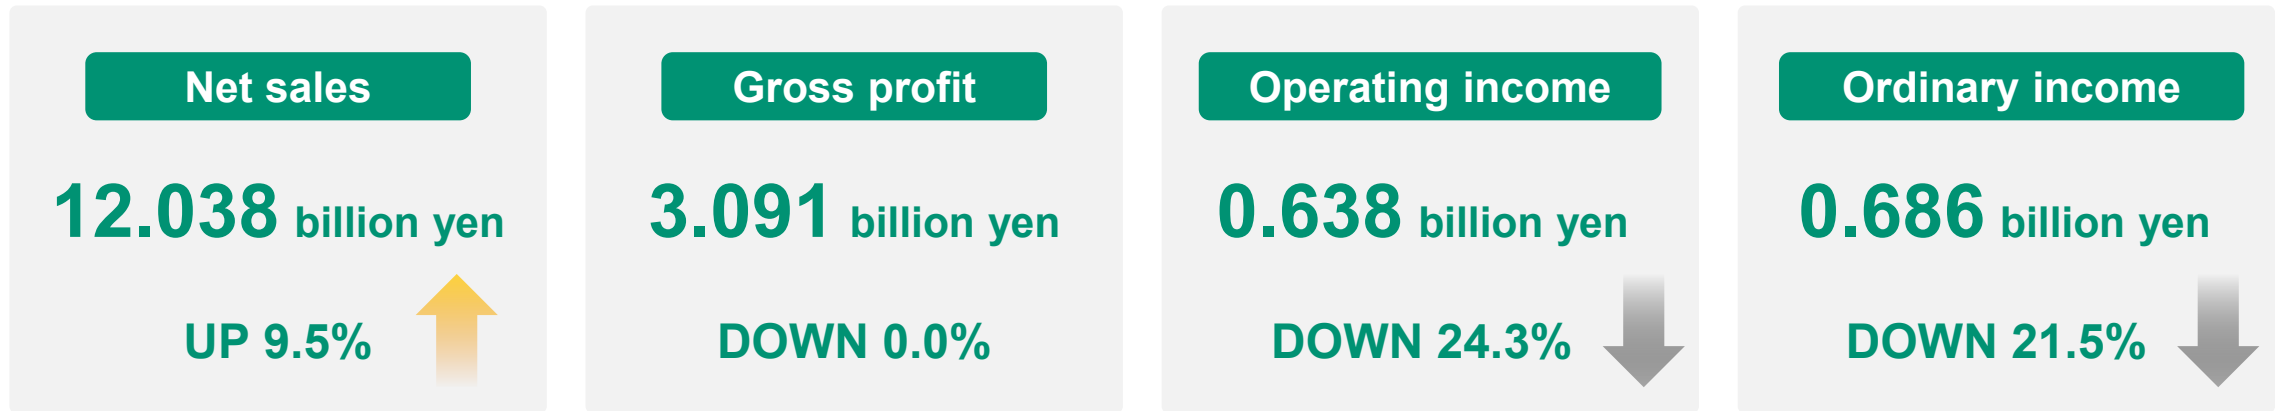 Net sales
12.038 billion yen
UP 9.5%
Gross profit
3.091 billion yen
DOWN 0.0%
Operating income
0.638 billion yen
DOWN 24.3%
Ordinary income
0.686 billion yen
DOWN 21.5%